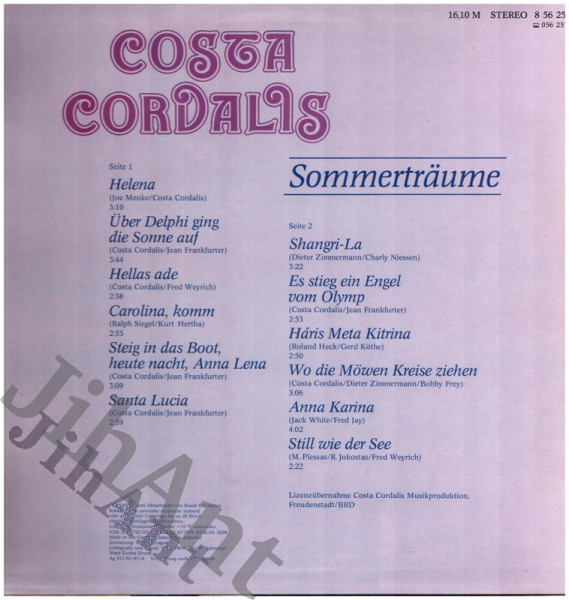 16,10 M STEREO 8 56 25
056 25
COSTA
CORDALIS
Seite 1
Helena
(Joe Menke/Costa Cordalis)
3:10
Über Delphi ging
die Sonne auf
(Costa Cordalis/Jean Frankfurter)
3:44
Hellas ade
(Costa Cordalis/Fred Weyrich)
2:38
Carolina, komm
(Ralph Siegel/Kurt Hertha)
2:55
Steig in das Boot,
heute nacht, Anna Lena
(Costa Cordalis/Jean Frankfurter)
3:09
Santa Lucia
(Costa Cordalis/Jean Frankfurter)
2:59
Sommerträume
Seite 2
Shangri-La
(Dieter Zimmermann/Charly Niessen)
3:22
Es stieg ein Engel
vom Olymp
(Costa Cordalis/Jean Frankfurter)
2:53
Háris Meta Kitrina
(Roland Heck/Gerd Köthe)
2:50
Wo die Möwen Kreise ziehen
(Costa Cordalis/Dieter Zimmermann/Bobby Frey)
3:06
Anna Karina
(Jack White/Fred Jay)
4:02
Still wie der See
(M. Plessas/R. Jokostas/Fred Weyrich)
2:22
Lizenzübernahme Costa Cordalis Musikproduktion,
Freudenstadt/BRD
JinAnt
JinAnt